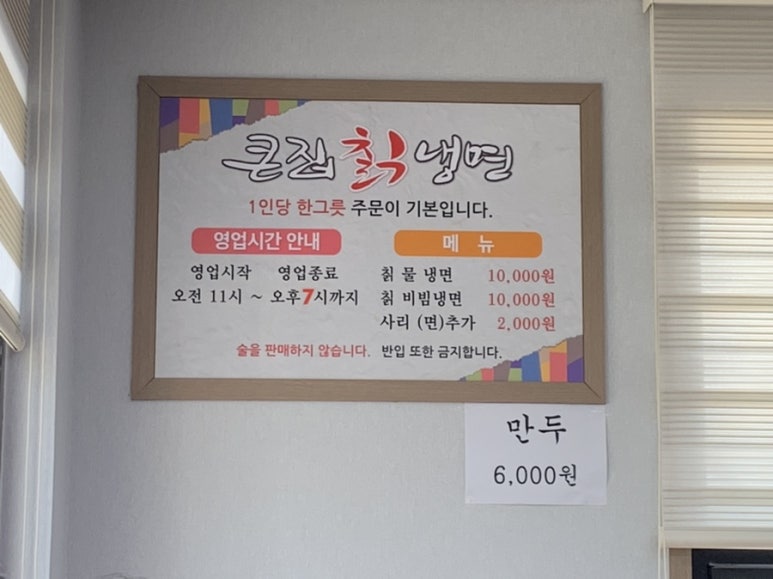 큰집 칡 냉면
1인당 한그릇 주문이 기본입니다.
영업시간 안내
영업시작 영업종료
오전 11시 ~ 오후7시까지
메 뉴
칡 물 냉면 10,000원
칡 비빔냉면 10,000원
사리 (면)추가 2,000원
술을 판매하지 않습니다. 반입 또한 금지합니다.
만두
6,000원